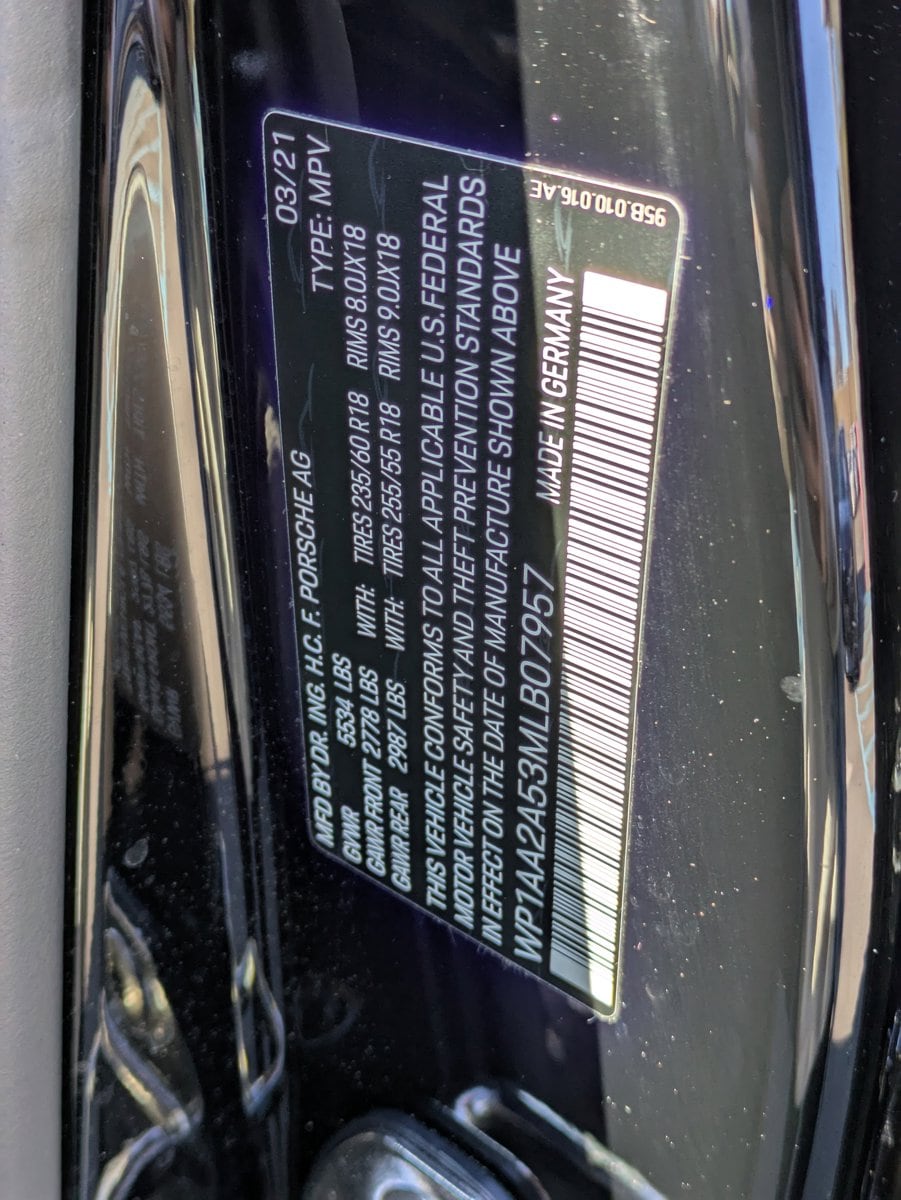 03/21
MFD BY DR. ING. H.C. F. PORSCHE AG TYPE: MPV
GVWR 5534 LBS
GAWR FRONT 2778 LBS WITH: TIRES 235/60 R18 RIMS 8.0JX18
GAWR REAR 2987 LBS WITH: TIRES 255/55 R18 RIMS 9.0JX18
THIS VEHICLE CONFORMS TO ALL APPLICABLE U.S. FEDERAL
MOTOR VEHICLE SAFETY AND THEFT PREVENTION STANDARDS
IN EFFECT ON THE DATE OF MANUFACTURE SHOWN ABOVE
WP1AA2A53MLB07957 MADE IN GERMANY
95B.010.016.AE